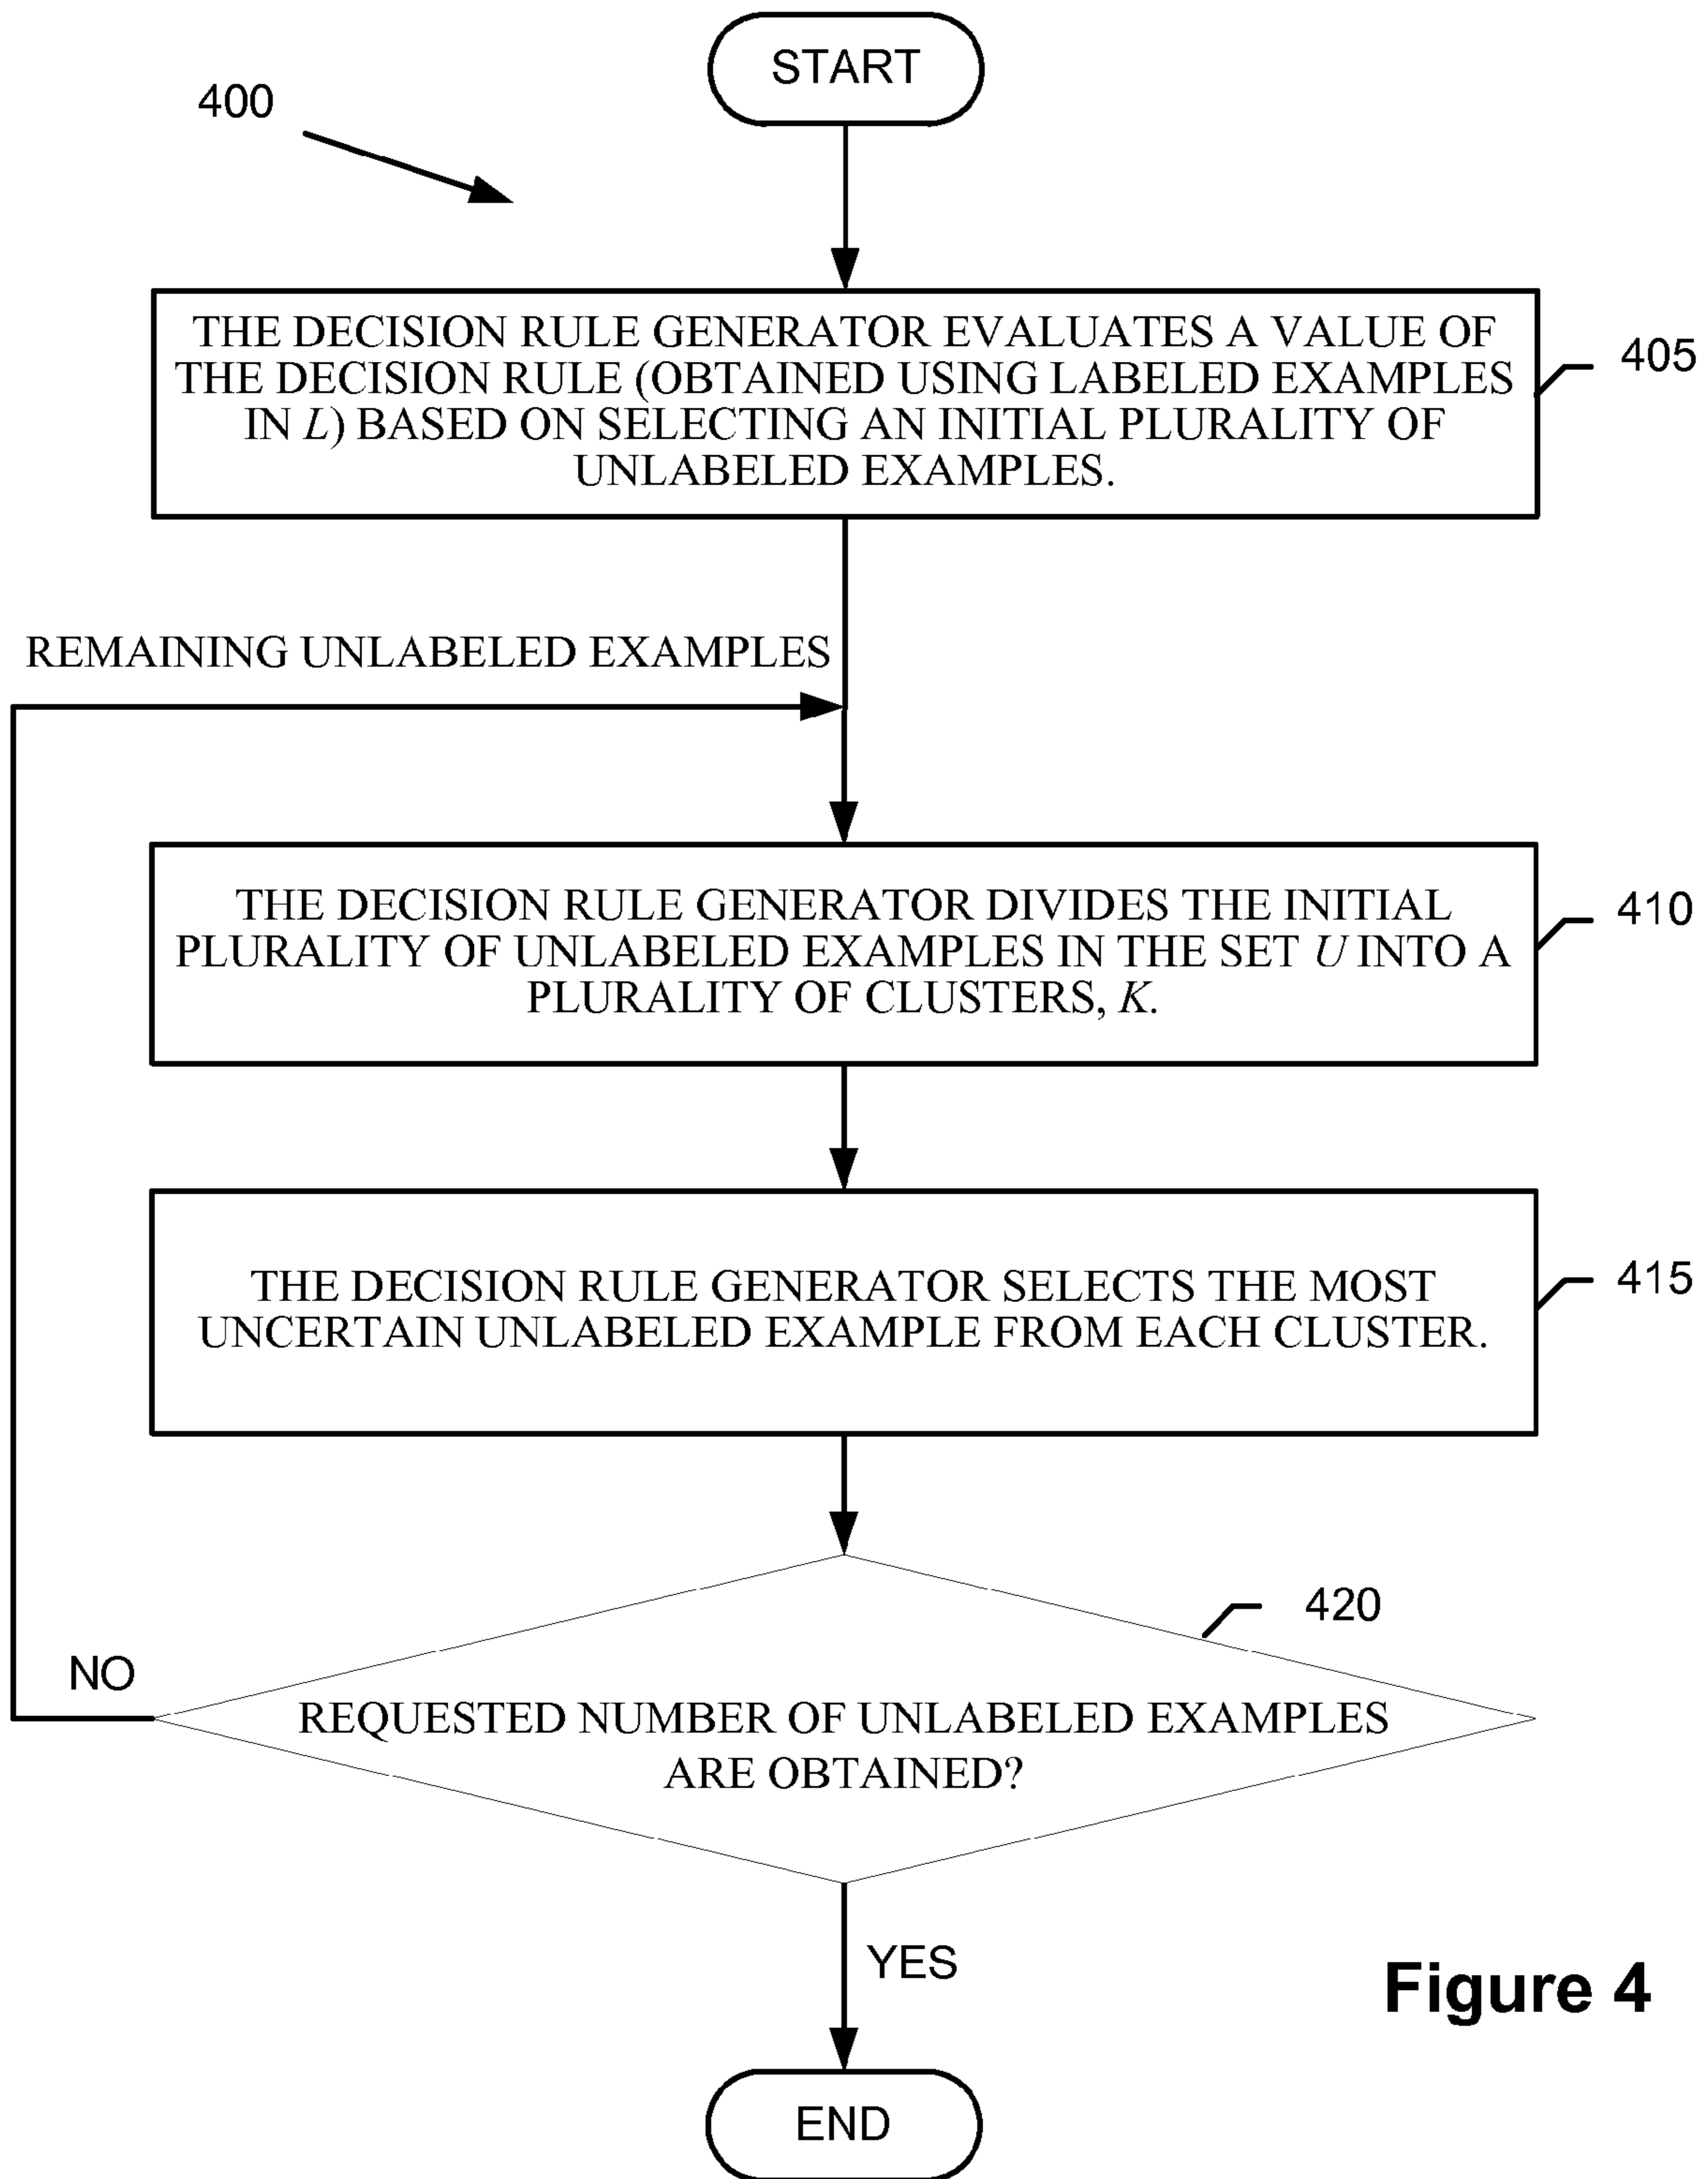 START
400
THE DECISION RULE GENERATOR EVALUATES A VALUE OF
THE DECISION RULE (OBTAINED USING LABELED EXAMPLES
IN L) BASED ON SELECTING AN INITIAL PLURALITY OF
UNLABELED EXAMPLES.
405
REMAINING UNLABELED EXAMPLES
THE DECISION RULE GENERATOR DIVIDES THE INITIAL
PLURALITY OF UNLABELED EXAMPLES IN THE SET U INTO A
PLURALITY OF CLUSTERS, K.
410
THE DECISION RULE GENERATOR SELECTS THE MOST
UNCERTAIN UNLABELED EXAMPLE FROM EACH CLUSTER.
415
420
NO
REQUESTED NUMBER OF UNLABELED EXAMPLES
ARE OBTAINED?
YES
Figure 4
END